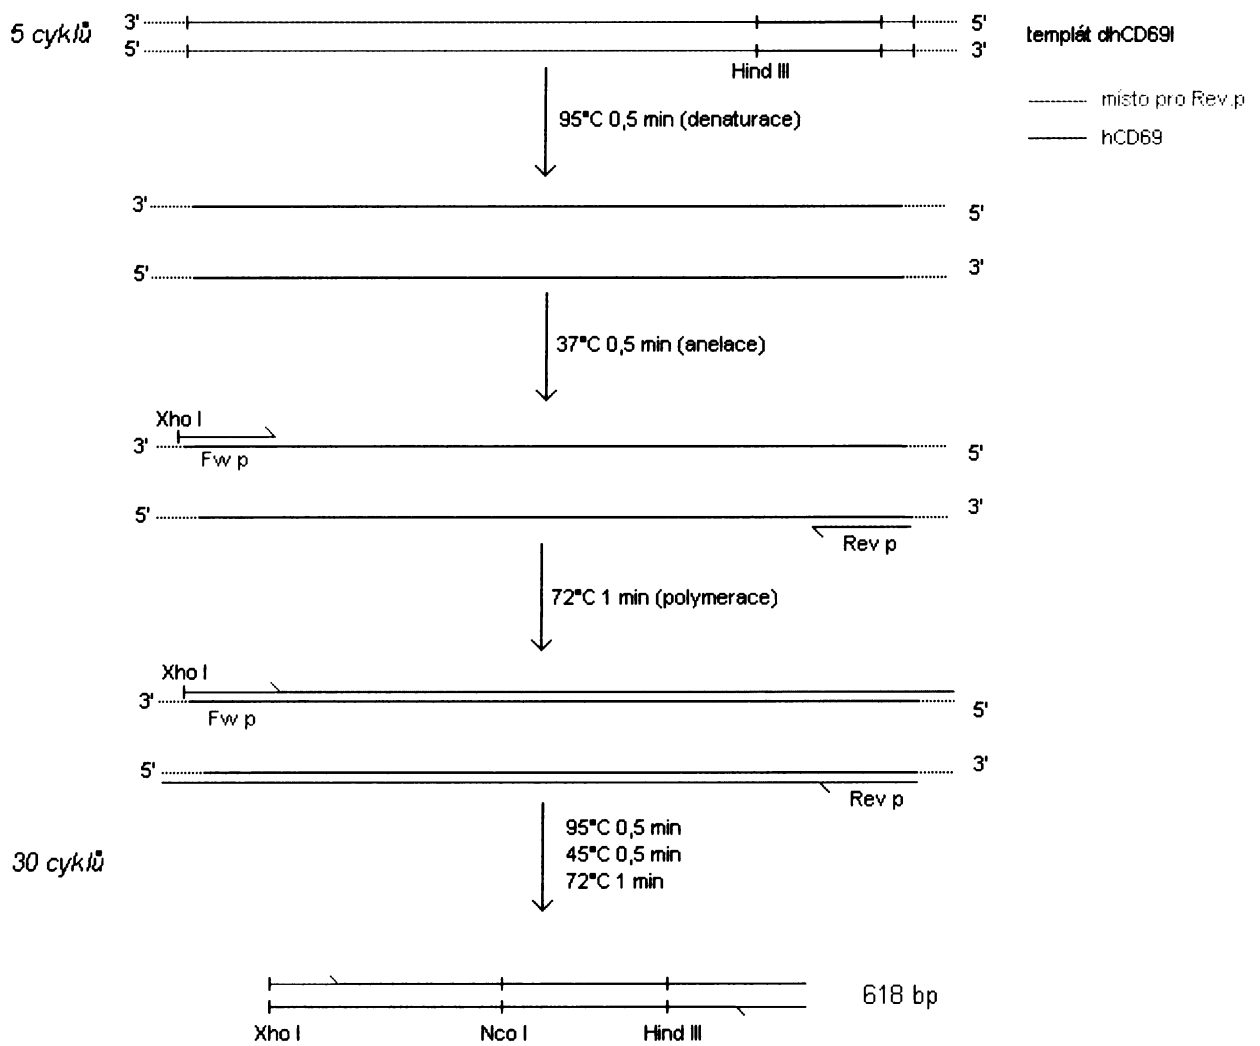 5 cyklů
3'
5'
5'
3'
Hind III
templát dhCD69I
místo pro Rev.p
hCD69
95°C 0,5 min (denaturace)
3'
5'
5'
3'
37°C 0,5 min (anelace)
Xho I
3'
Fw p
5'
5'
3'
Rev p
72°C 1 min (polymerace)
Xho I
3'
Fw p
5'
5'
3'
Rev p
30 cyklů
95°C 0,5 min
45°C 0,5 min
72°C 1 min
618 bp
Xho I
Nco I
Hind III